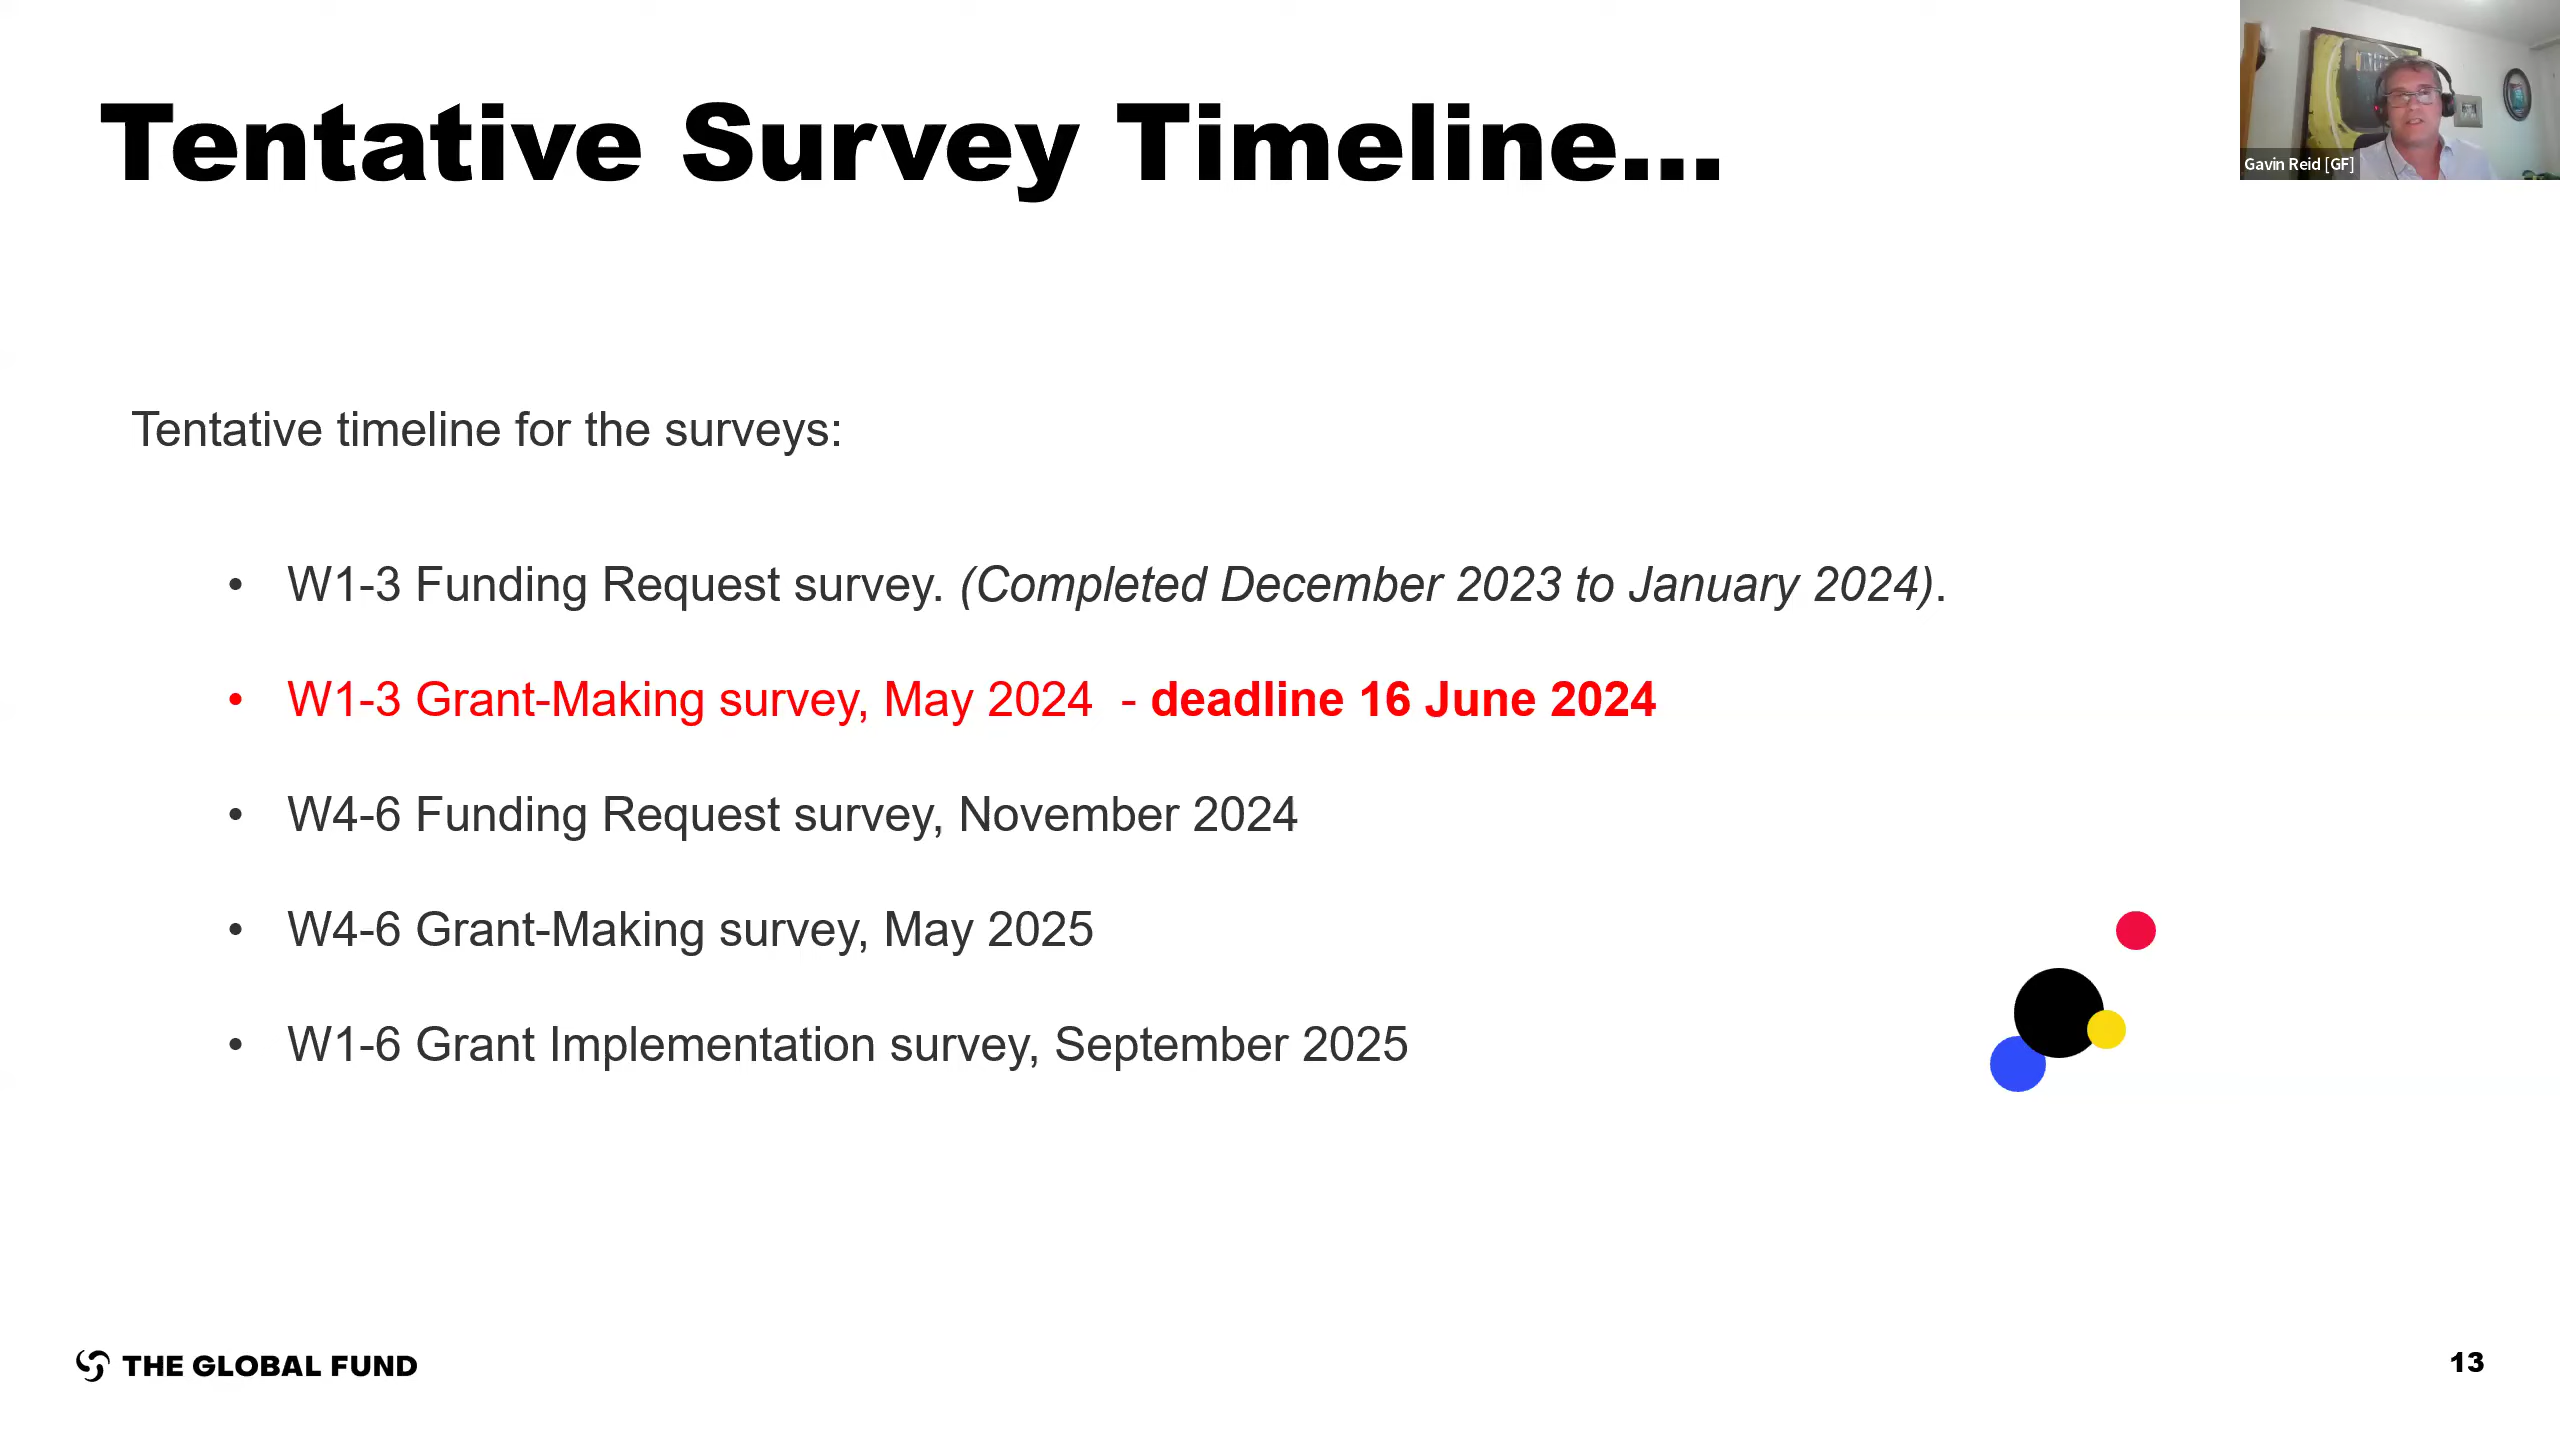 Tentative Survey Timeline...
Gavin Reid [GF]
Tentative timeline for the surveys:
• W1-3 Funding Request survey. (Completed December 2023 to January 2024).
• W1-3 Grant-Making survey, May 2024 - deadline 16 June 2024
• W4-6 Funding Request survey, November 2024
• W4-6 Grant-Making survey, May 2025
• W1-6 Grant Implementation survey, September 2025
THE GLOBAL FUND
13